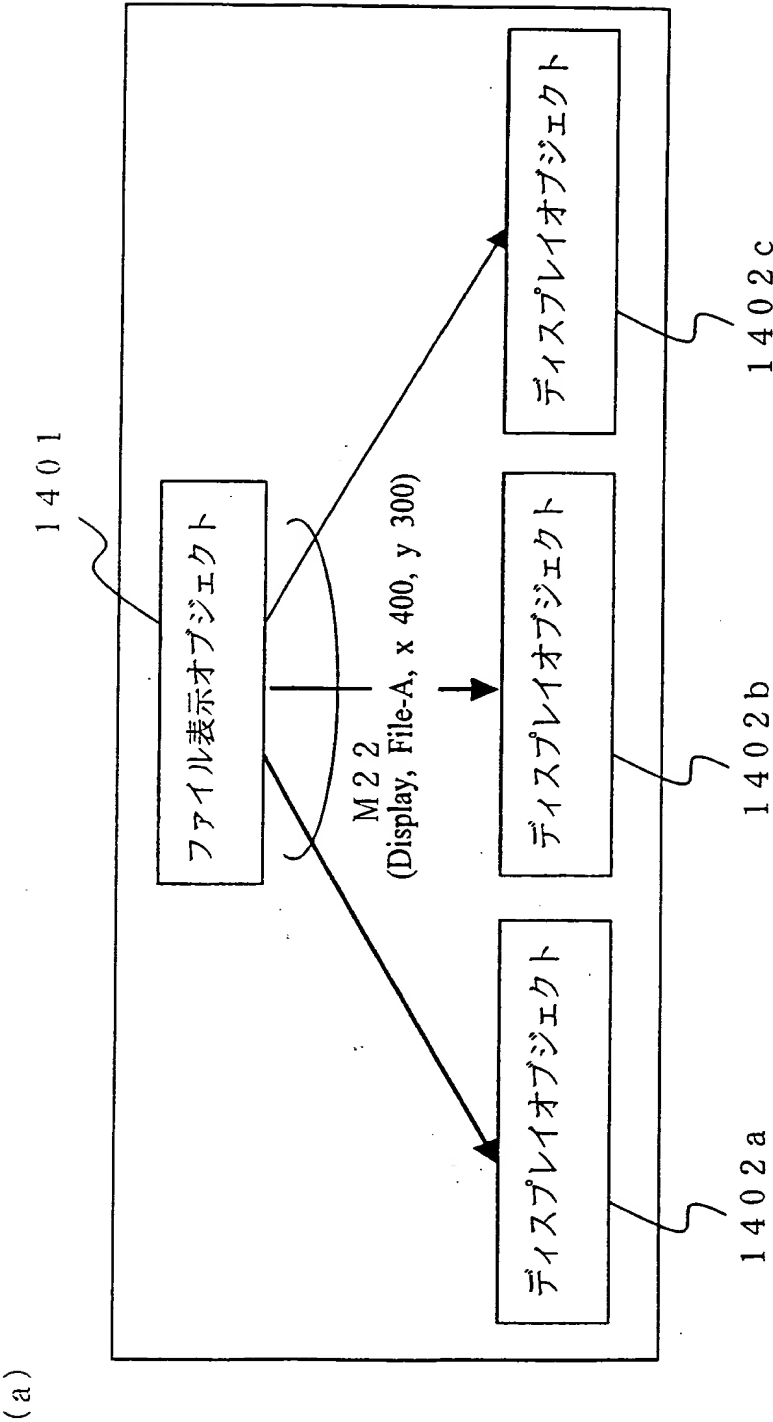 (a)
1401
ファイル表示オブジェクト
M22
(Display, File-A, x 400, y 300)
ディスプレイオブジェクト
ディスプレイオブジェクト
ディスプレイオブジェクト
1402a
1402b
1402c